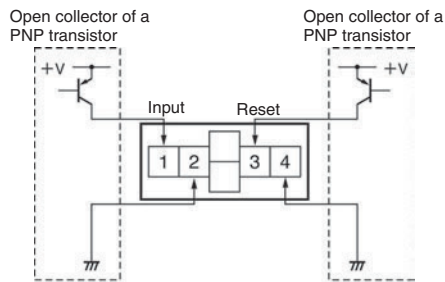 Open collector of a
PNP transistor
Open collector of a
PNP transistor
+V
+V
Input
Reset
1 2 3 4